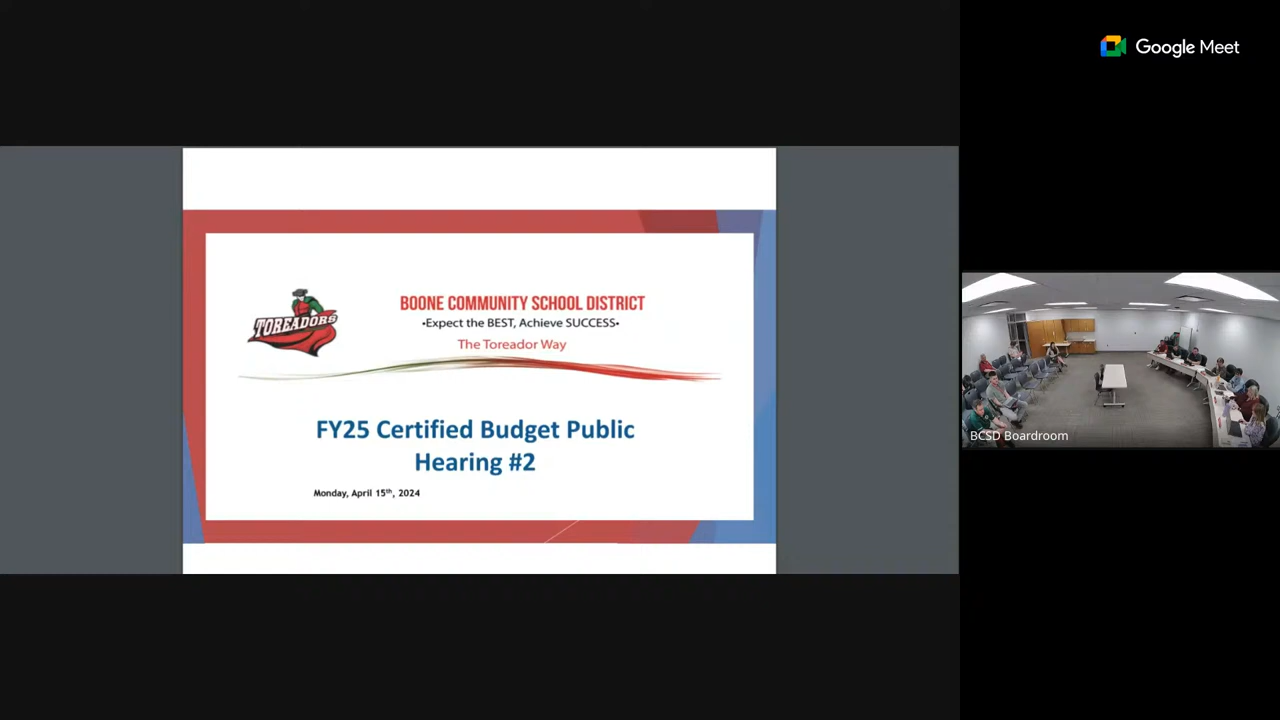 Google Meet
TOREADORS
BOONE COMMUNITY SCHOOL DISTRICT
•Expect the BEST, Achieve SUCCESS•
The Toreador Way
FY25 Certified Budget Public
Hearing #2
Monday, April 15th, 2024
BCSD Boardroom